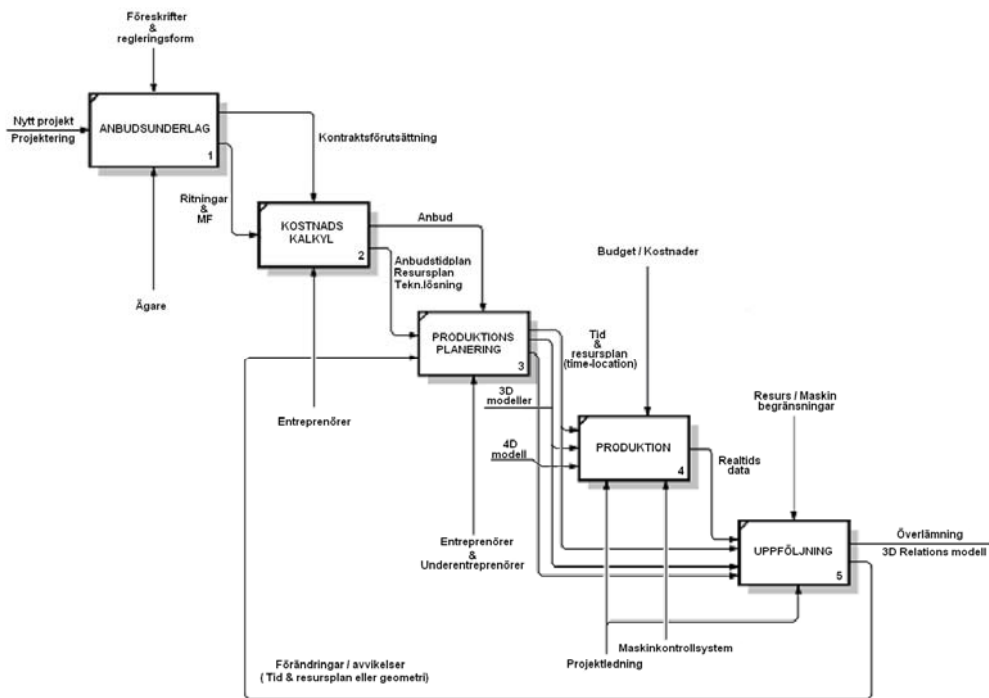 Föreskrifter
&
regleringsform
Nytt projekt
Projektering
ANBUDSUNDERLAG
1
Kontraktsförutsättning
Ritningar
&
MF
Ägare
KOSTNADS
KALKYL
2
Anbud
Anbudstidplan
Resursplan
Tekn.lösning
Entreprenörer
Budget / Kostnader
PRODUKTIONS
PLANERING
3
Tid
&
resursplan
(time-location)
3D
modeller
4D
modell
PRODUKTION
4
Resurs / Maskin
begränsningar
Realtids
data
Entreprenörer
&
Underentreprenörer
UPPFÖLJNING
5
Överlämning
3D Relations modell
Maskinkontrollsystem
Projektledning
Förändringar / avvikelser
( Tid & resursplan eller geometri)